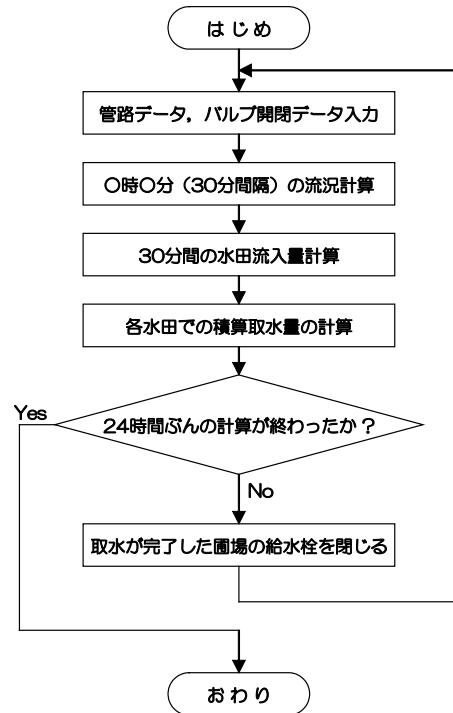 はじめ
管路データ，バルブ開閉データ入力
〇時〇分（30分間隔）の流況計算
30分間の水田流入量計算
各水田での積算取水量の計算
Yes
24時間ぶんの計算が終わったか？
No
取水が完了した圃場の給水栓を閉じる
おわり